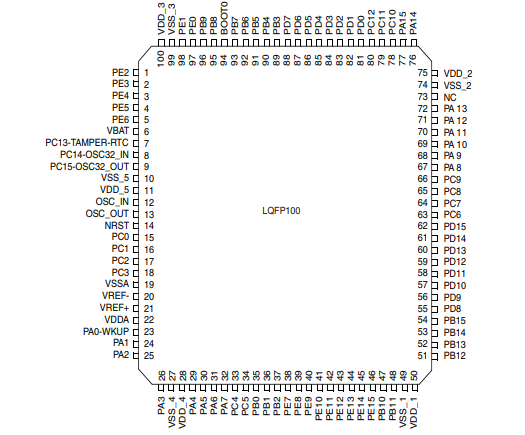 VDD_3 VSS_3 PE1 PE0 PB9 PB8 BOOT0 PB7 PB6 PB5 PB4 PB3 PD7 PD6 PD5 PD4 PD3 PD2 PD1 PD0 PC12 PC11 PC10 PA15 PA14
100 99 98 97 96 95 94 93 92 91 90 89 88 87 86 85 84 83 82 81 80 79 78 77 76
PE2 1 75 VDD_2
PE3 2 74 VSS_2
PE4 3 73 NC
PE5 4 72 PA 13
PE6 5 71 PA 12
VBAT 6 70 PA 11
PC13-TAMPER-RTC 7 69 PA 10
PC14-OSC32_IN 8 68 PA 9
PC15-OSC32_OUT 9 67 PA 8
VSS_5 10 66 PC9
VDD_5 11 65 PC8
OSC_IN 12 64 PC7
OSC_OUT 13 LQFP100 63 PC6
NRST 14 62 PD15
PC0 15 61 PD14
PC1 16 60 PD13
PC2 17 59 PD12
PC3 18 58 PD11
VSSA 19 57 PD10
VREF- 20 56 PD9
VREF+ 21 55 PD8
VDDA 22 54 PB15
PA0-WKUP 23 53 PB14
PA1 24 52 PB13
PA2 25 51 PB12
26 27 28 29 30 31 32 33 34 35 36 37 38 39 40 41 42 43 44 45 46 47 48 49 50
PA3 VSS_4 VDD_4 PA4 PA5 PA6 PA7 PC4 PC5 PB0 PB1 PB2 PE7 PE8 PE9 PE10 PE11 PE12 PE13 PE14 PE15 PB10 PB11 VSS_1 VDD_1